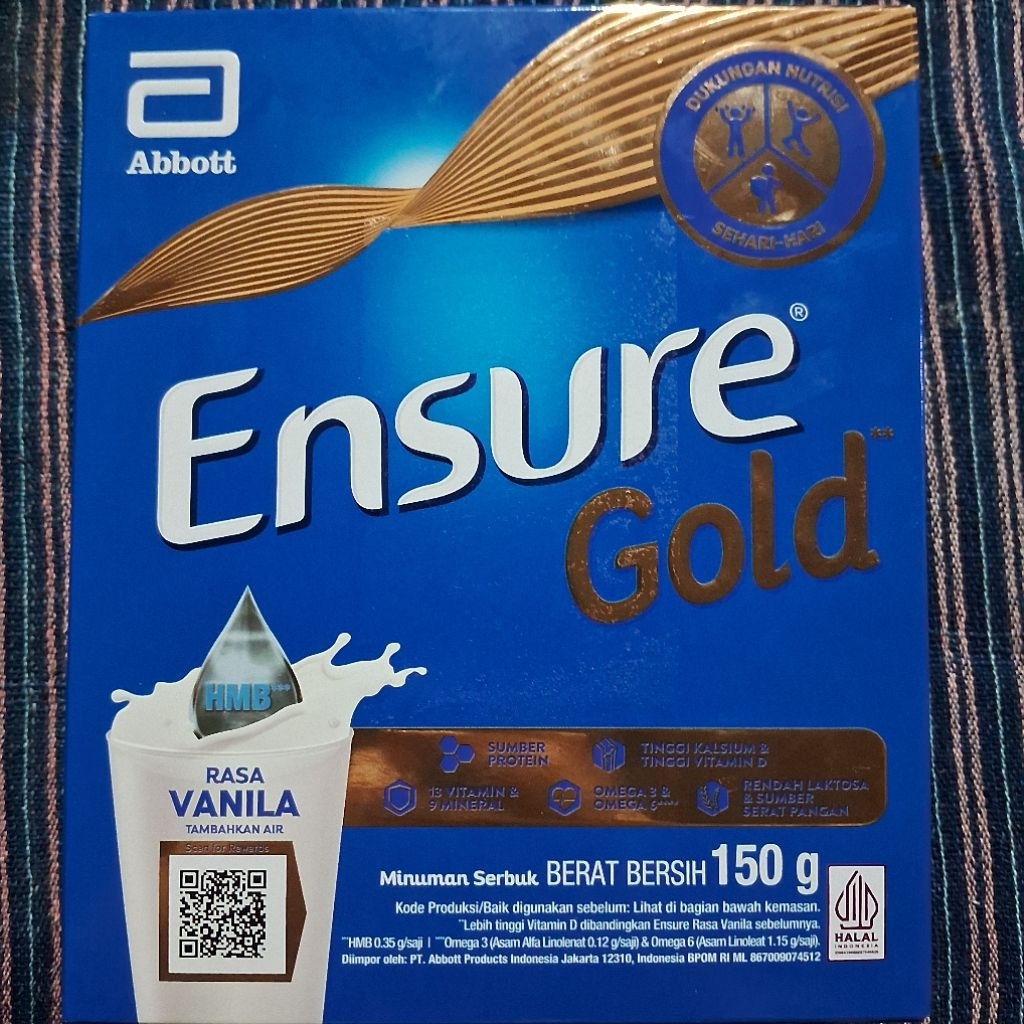 Abbott
DUKUNGAN NUTRISI
SEHARI-HARI
Ensure®
Gold**
HMB***
RASA
VANILA
TAMBAHKAN AIR
Scan for Rewards
SUMBER
PROTEIN
TINGGI KALSIUM &
TINGGI VITAMIN D
13 VITAMIN &
9 MINERAL
OMEGA 3 &
OMEGA 6****
RENDAH LAKTOSA
& SUMBER
SERAT PANGAN
Minuman Serbuk BERAT BERSIH 150 g
Kode Produksi/Baik digunakan sebelum: Lihat di bagian bawah kemasan.
**Lebih tinggi Vitamin D dibandingkan Ensure Rasa Vanila sebelumnya.
***HMB 0.35 g/saji | ****Omega 3 (Asam Alfa Linolenat 0.12 g/saji) & Omega 6 (Asam Linoleat 1.15 g/saji).
Diimpor oleh: PT. Abbott Products Indonesia Jakarta 12310, Indonesia BPOM RI ML 867009074512
HALAL
INDONESIA